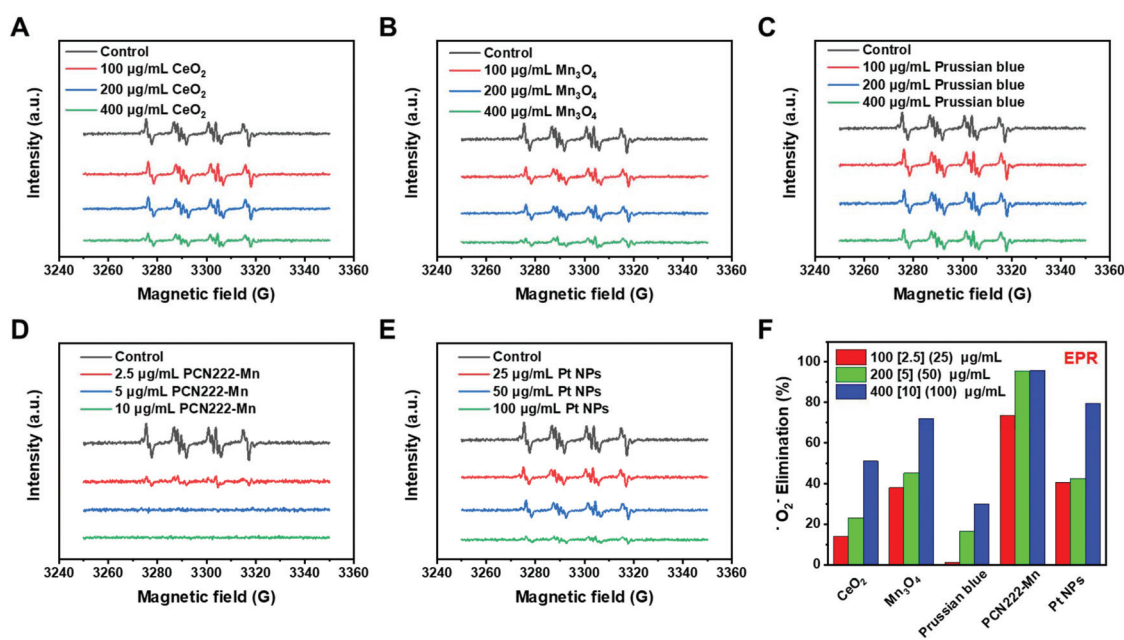 A
Control
100 µg/mL CeO₂
200 µg/mL CeO₂
400 µg/mL CeO₂
Intensity (a.u.)
3240 3260 3280 3300 3320 3340 3360
Magnetic field (G)
B
Control
100 µg/mL Mn₃O₄
200 µg/mL Mn₃O₄
400 µg/mL Mn₃O₄
Intensity (a.u.)
3240 3260 3280 3300 3320 3340 3360
Magnetic field (G)
C
Control
100 µg/mL Prussian blue
200 µg/mL Prussian blue
400 µg/mL Prussian blue
Intensity (a.u.)
3240 3260 3280 3300 3320 3340 3360
Magnetic field (G)
D
Control
2.5 µg/mL PCN222-Mn
5 µg/mL PCN222-Mn
10 µg/mL PCN222-Mn
Intensity (a.u.)
3240 3260 3280 3300 3320 3340 3360
Magnetic field (G)
E
Control
25 µg/mL Pt NPs
50 µg/mL Pt NPs
100 µg/mL Pt NPs
Intensity (a.u.)
3240 3260 3280 3300 3320 3340 3360
Magnetic field (G)
F
100 [2.5] (25) µg/mL
200 [5] (50) µg/mL
400 [10] (100) µg/mL
EPR
·O₂⁻ Elimination (%)
100
80
60
40
20
0
CeO₂
Mn₃O₄
Prussian blue
PCN222-Mn
Pt NPs